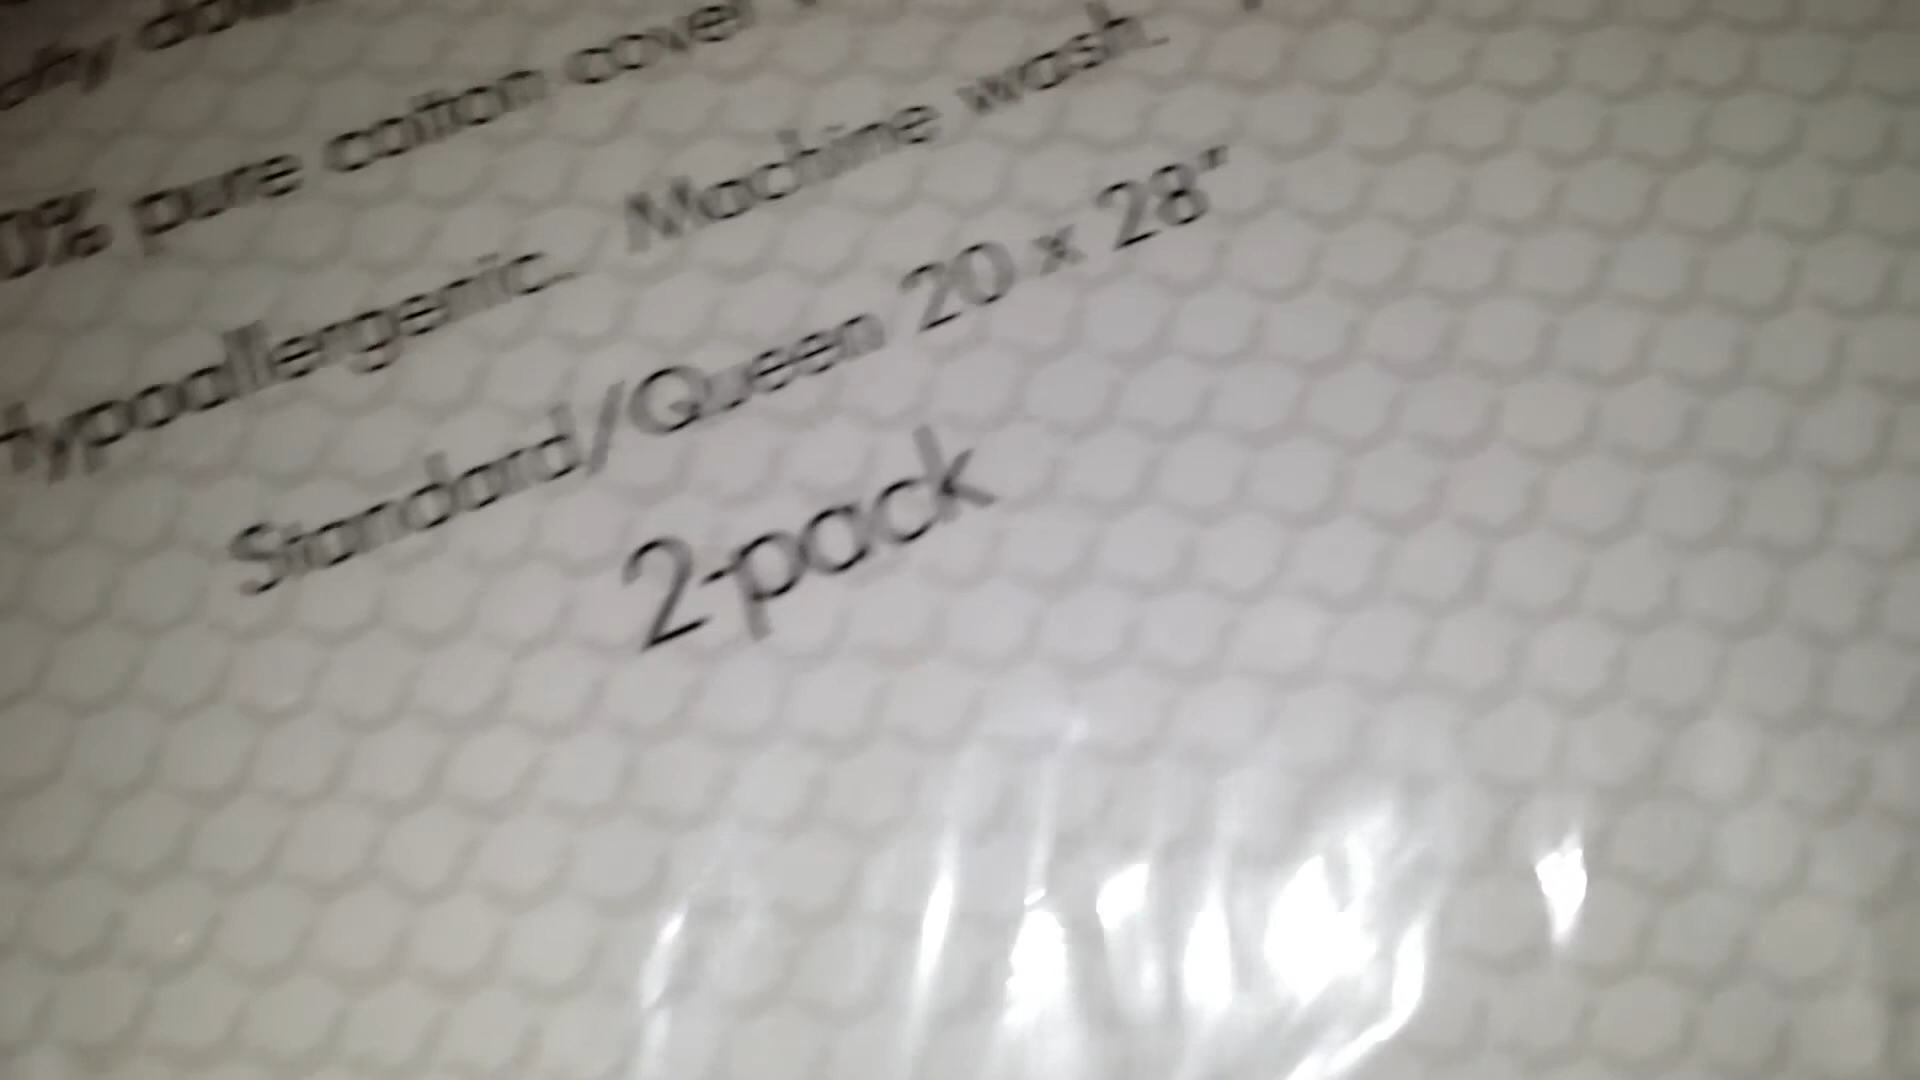 pure cotton cover
Hypoallergenic. Machine wash.
Standard/Queen 20 x 28"
2-pack